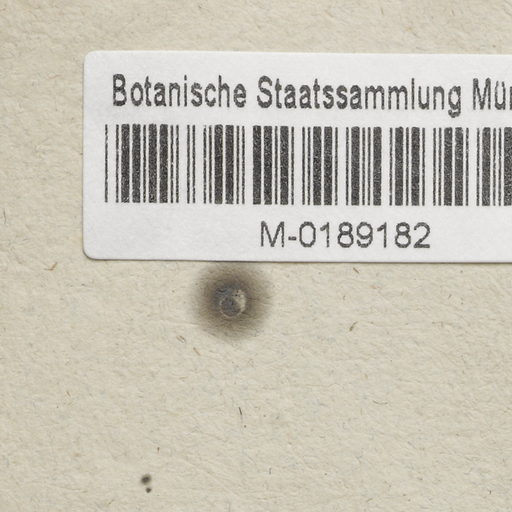 Botanische Staatssammlung Mün
M-0189182